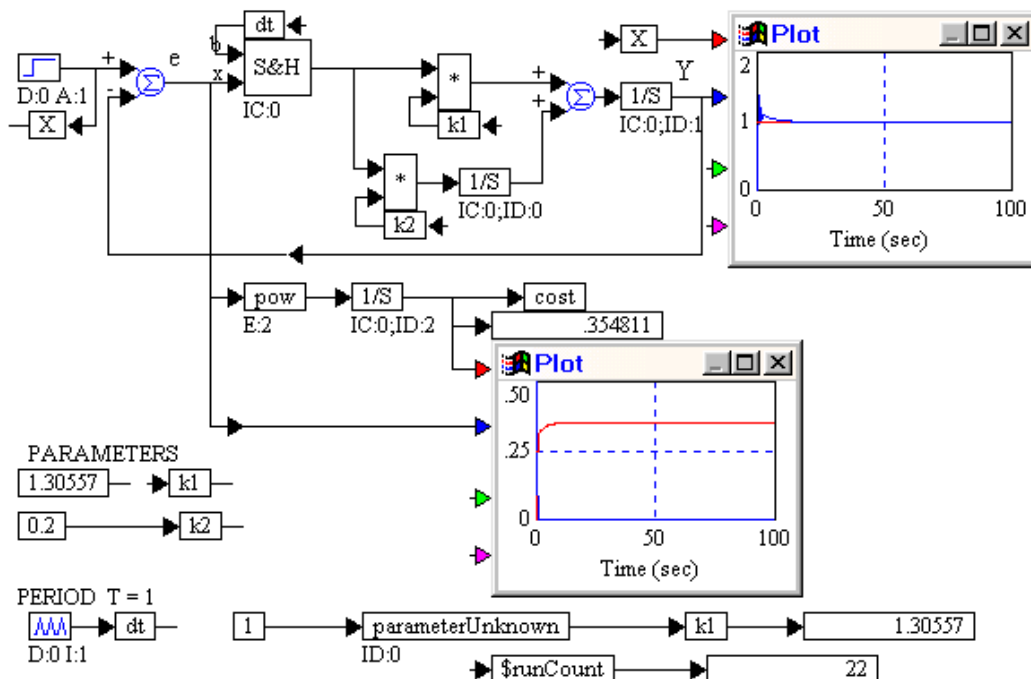 dt
b
e
x
S&H
IC:0
+
-
Σ
D:0 A:1
X
*
k1
+
+
Σ
1/S
Y
IC:0;ID:1
*
k2
1/S
IC:0;ID:0
X
Plot
2
1
0
0 50 100
Time (sec)
pow
E:2
1/S
IC:0;ID:2
cost
.354811
Plot
.50
.25
0
0 50 100
Time (sec)
PARAMETERS
1.30557 k1
0.2 k2
PERIOD T = 1
dt
D:0 I:1
1 parameterUnknown k1 1.30557
ID:0
$runCount 22